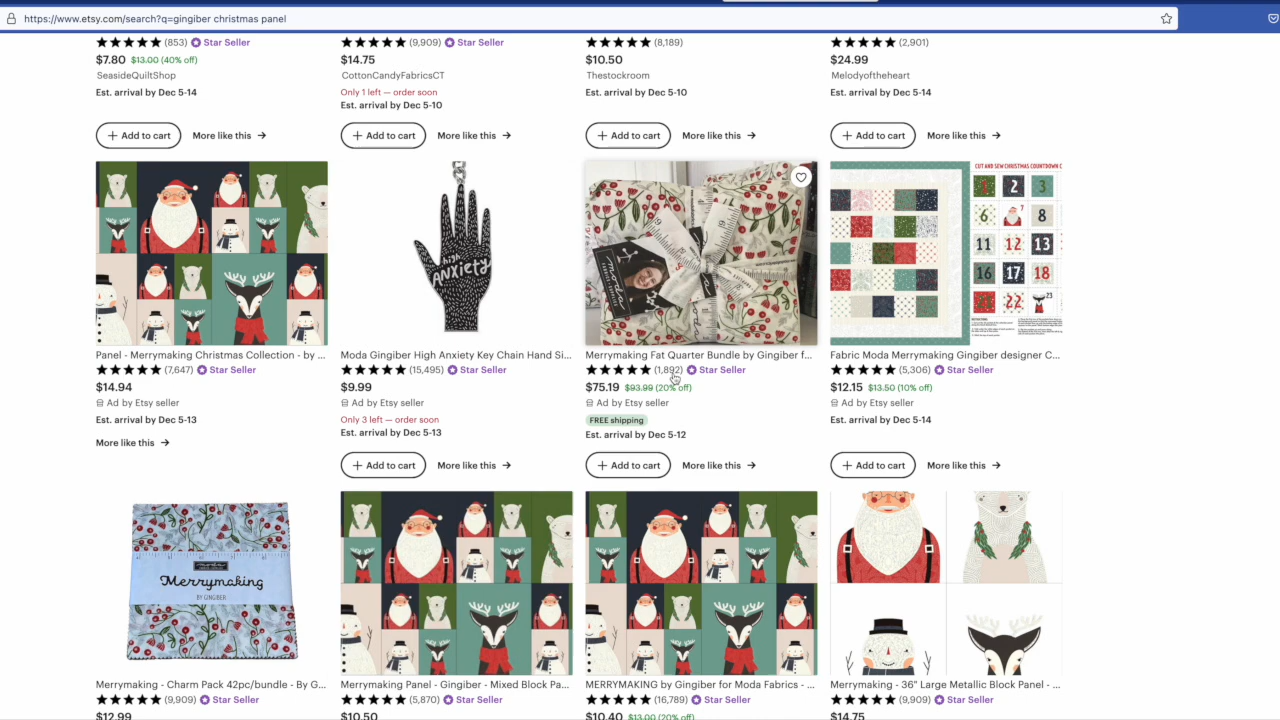 https://www.etsy.com/search?q=gingiber christmas panel
(853) Star Seller
(9,909) Star Seller
(8,189)
(2,901)
$7.80 $13.00 (40% off)
$14.75
$10.50
$24.99
SeasideQuiltShop
CottonCandyFabricsCT
Thestockroom
Melodyoftheheart
Est. arrival by Dec 5-14
Only 1 left — order soon
Est. arrival by Dec 5-10
Est. arrival by Dec 5-10
Est. arrival by Dec 5-14
+ Add to cart More like this →
+ Add to cart More like this →
+ Add to cart More like this →
+ Add to cart More like this →
high
ANXIETY
moda
CUT AND SEW CHRISTMAS COUNTDOWN C
1 2 3
6 7 8
11 12 13
16 17 18
22 23
Panel - Merrymaking Christmas Collection - by ...
(7,647) Star Seller
$14.94
Ad by Etsy seller
Est. arrival by Dec 5-13
More like this →
Moda Gingiber High Anxiety Key Chain Hand Si...
(15,495) Star Seller
$9.99
Ad by Etsy seller
Only 3 left — order soon
Est. arrival by Dec 5-13
+ Add to cart More like this →
Merrymaking Fat Quarter Bundle by Gingiber f...
(1,892) Star Seller
$75.19 $93.99 (20% off)
Ad by Etsy seller
FREE shipping
Est. arrival by Dec 5-12
+ Add to cart More like this →
Fabric Moda Merrymaking Gingiber designer C...
(5,306) Star Seller
$12.15 $13.50 (10% off)
Ad by Etsy seller
Est. arrival by Dec 5-14
+ Add to cart More like this →
moda
Merrymaking
BY GINGIBER
Merrymaking - Charm Pack 42pc/bundle - By G...
(9,909) Star Seller
$12.99
Merrymaking Panel - Gingiber - Mixed Block Pa...
(5,870) Star Seller
$10.50
MERRYMAKING by Gingiber for Moda Fabrics - ...
(16,789) Star Seller
$10.40 $13.00 (20% off)
Merrymaking - 36" Large Metallic Block Panel - ...
(9,909) Star Seller
$14.75